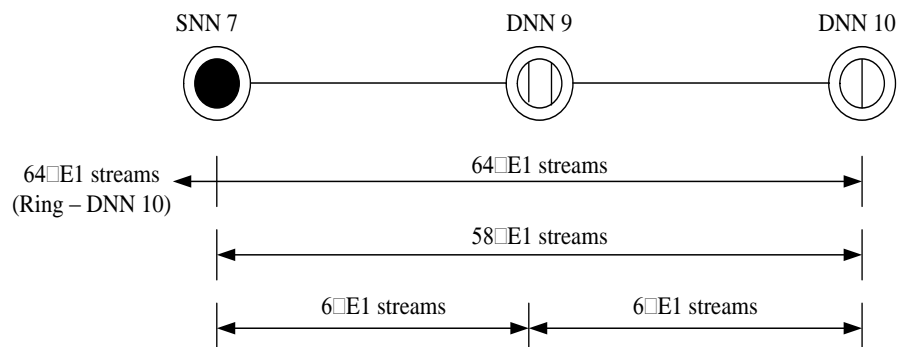 SNN 7 DNN 9 DNN 10
64□E1 streams
(Ring – DNN 10)
64□E1 streams
58□E1 streams
6□E1 streams 6□E1 streams